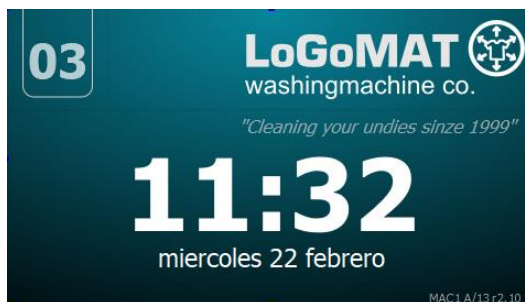 03
LoGoMAT
washingmachine co.
"Cleaning your undies sinze 1999"
11:32
miercoles 22 febrero
MAC1 A/13 r2.10